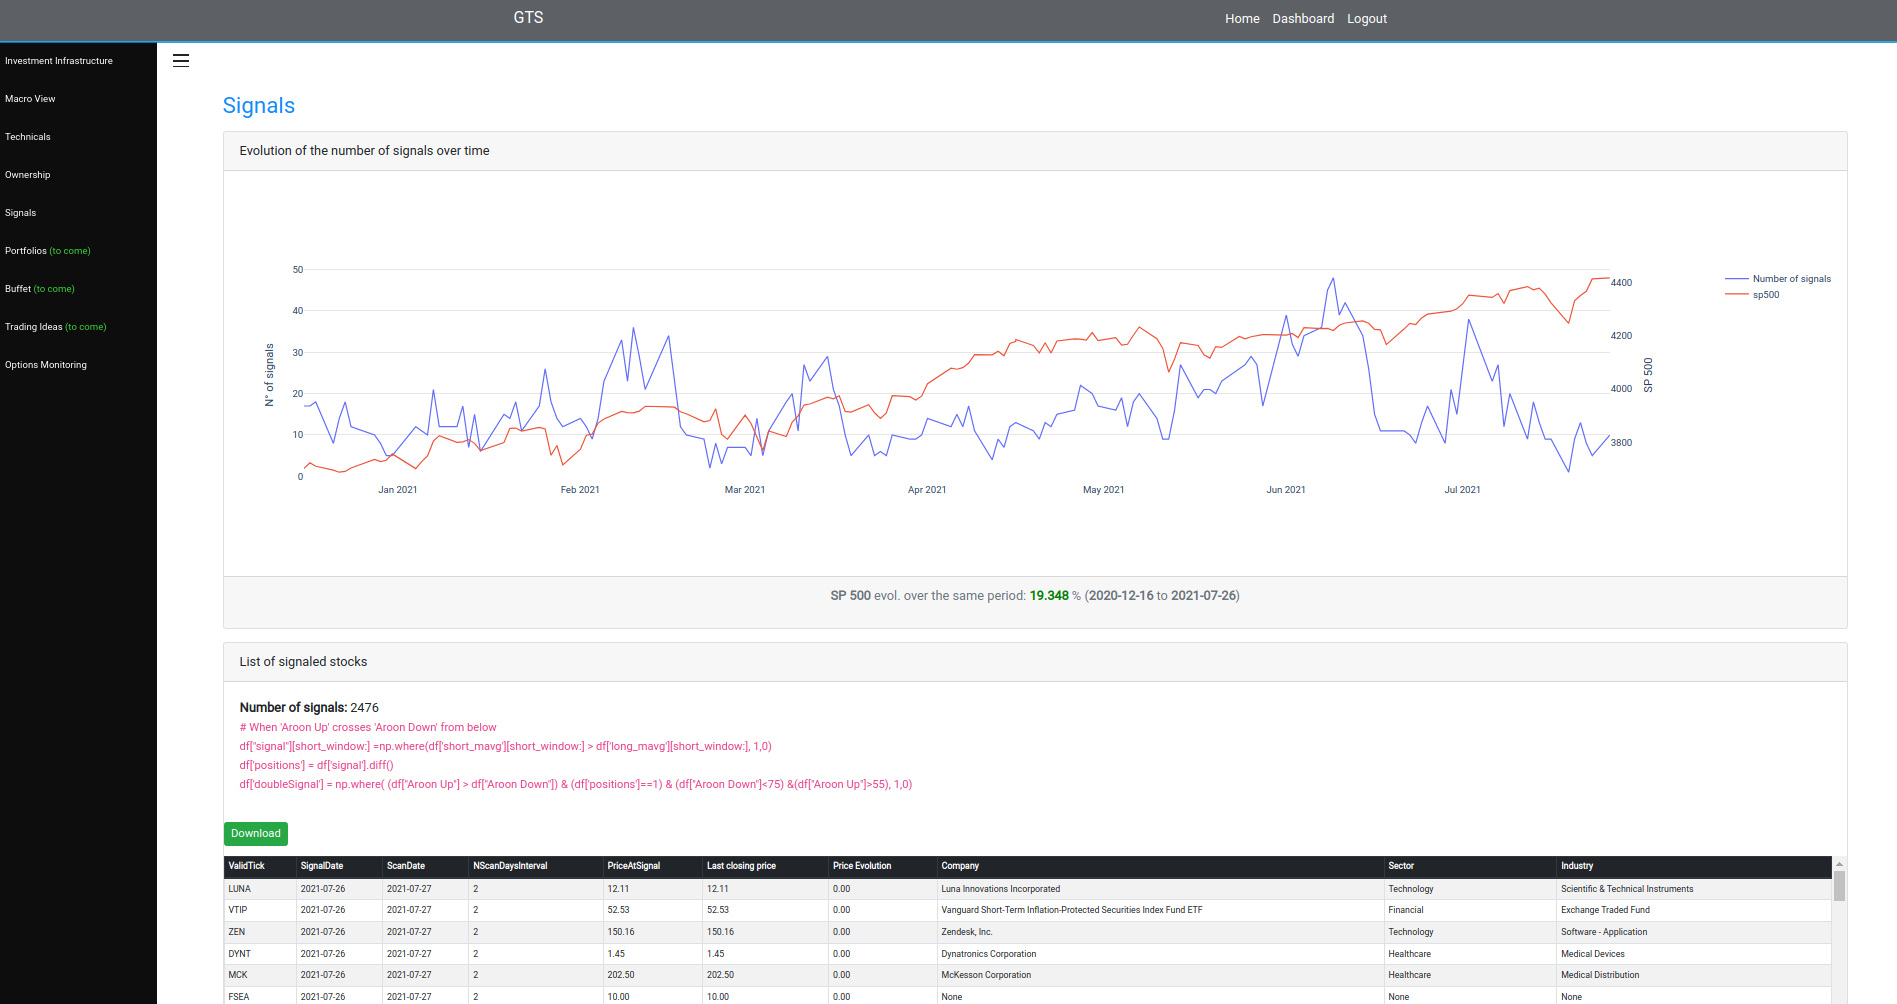 GTS
Home Dashboard Logout
Investment Infrastructure
Macro View
Technicals
Ownership
Signals
Portfolios (to come)
Buffet (to come)
Trading Ideas (to come)
Options Monitoring
Signals
Evolution of the number of signals over time
50
40
30
20
10
0
N° of signals
Jan 2021 Feb 2021 Mar 2021 Apr 2021 May 2021 Jun 2021 Jul 2021
4400
4200
4000
3800
SP 500
Number of signals
sp500
SP 500 evol. over the same period: 19.348 % (2020-12-16 to 2021-07-26)
List of signaled stocks
Number of signals: 2476
# When 'Aroon Up' crosses 'Aroon Down' from below
df["signal"][short_window:] =np.where(df['short_mavg'][short_window:] > df['long_mavg'][short_window:], 1,0)
df['positions'] = df['signal'].diff()
df['doubleSignal'] = np.where( (df["Aroon Up"] > df["Aroon Down"]) & (df['positions']==1) & (df["Aroon Down"]<75) &(df["Aroon Up"]>55), 1,0)
Download
ValidTick SignalDate ScanDate NScanDaysInterval PriceAtSignal Last closing price Price Evolution Company Sector Industry
LUNA 2021-07-26 2021-07-27 2 12.11 12.11 0.00 Luna Innovations Incorporated Technology Scientific & Technical Instruments
VTIP 2021-07-26 2021-07-27 2 52.53 52.53 0.00 Vanguard Short-Term Inflation-Protected Securities Index Fund ETF Financial Exchange Traded Fund
ZEN 2021-07-26 2021-07-27 2 150.16 150.16 0.00 Zendesk, Inc. Technology Software - Application
DYNT 2021-07-26 2021-07-27 2 1.45 1.45 0.00 Dynatronics Corporation Healthcare Medical Devices
MCK 2021-07-26 2021-07-27 2 202.50 202.50 0.00 McKesson Corporation Healthcare Medical Distribution
FSEA 2021-07-26 2021-07-27 2 10.00 10.00 0.00 None None None